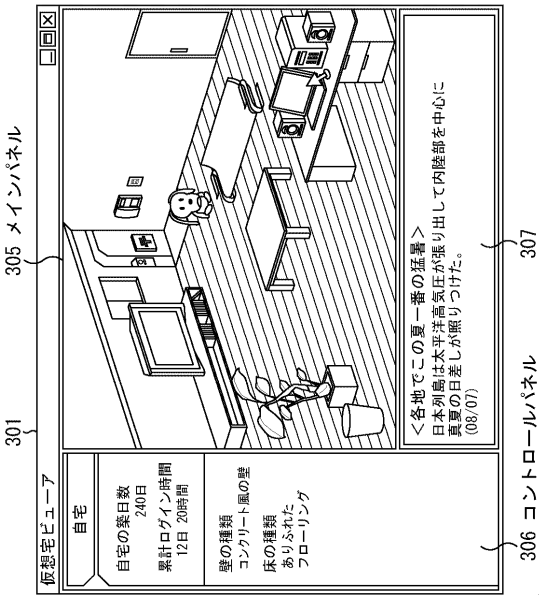 301
305 メインパネル
仮想宅ビューア
自宅
自宅の築日数
240日
累計ログイン時間
12日 20時間
壁の種類
コンクリート風の壁
床の種類
ありふれた
フローリング
＜各地でこの夏一番の猛暑＞
日本列島は太平洋高気圧が張り出して内陸部を中心に
真夏の日差しが照りつけた。
(08/07)
306 コントロールパネル
307